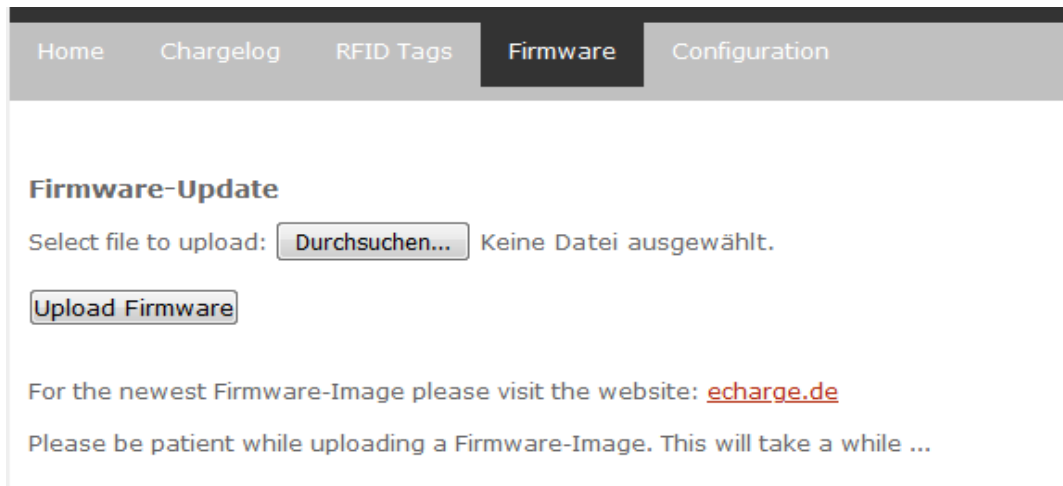 Home Chargelog RFID Tags Firmware Configuration
Firmware-Update
Select file to upload: Durchsuchen... Keine Datei ausgewählt.
Upload Firmware
For the newest Firmware-Image please visit the website: echarge.de
Please be patient while uploading a Firmware-Image. This will take a while ...